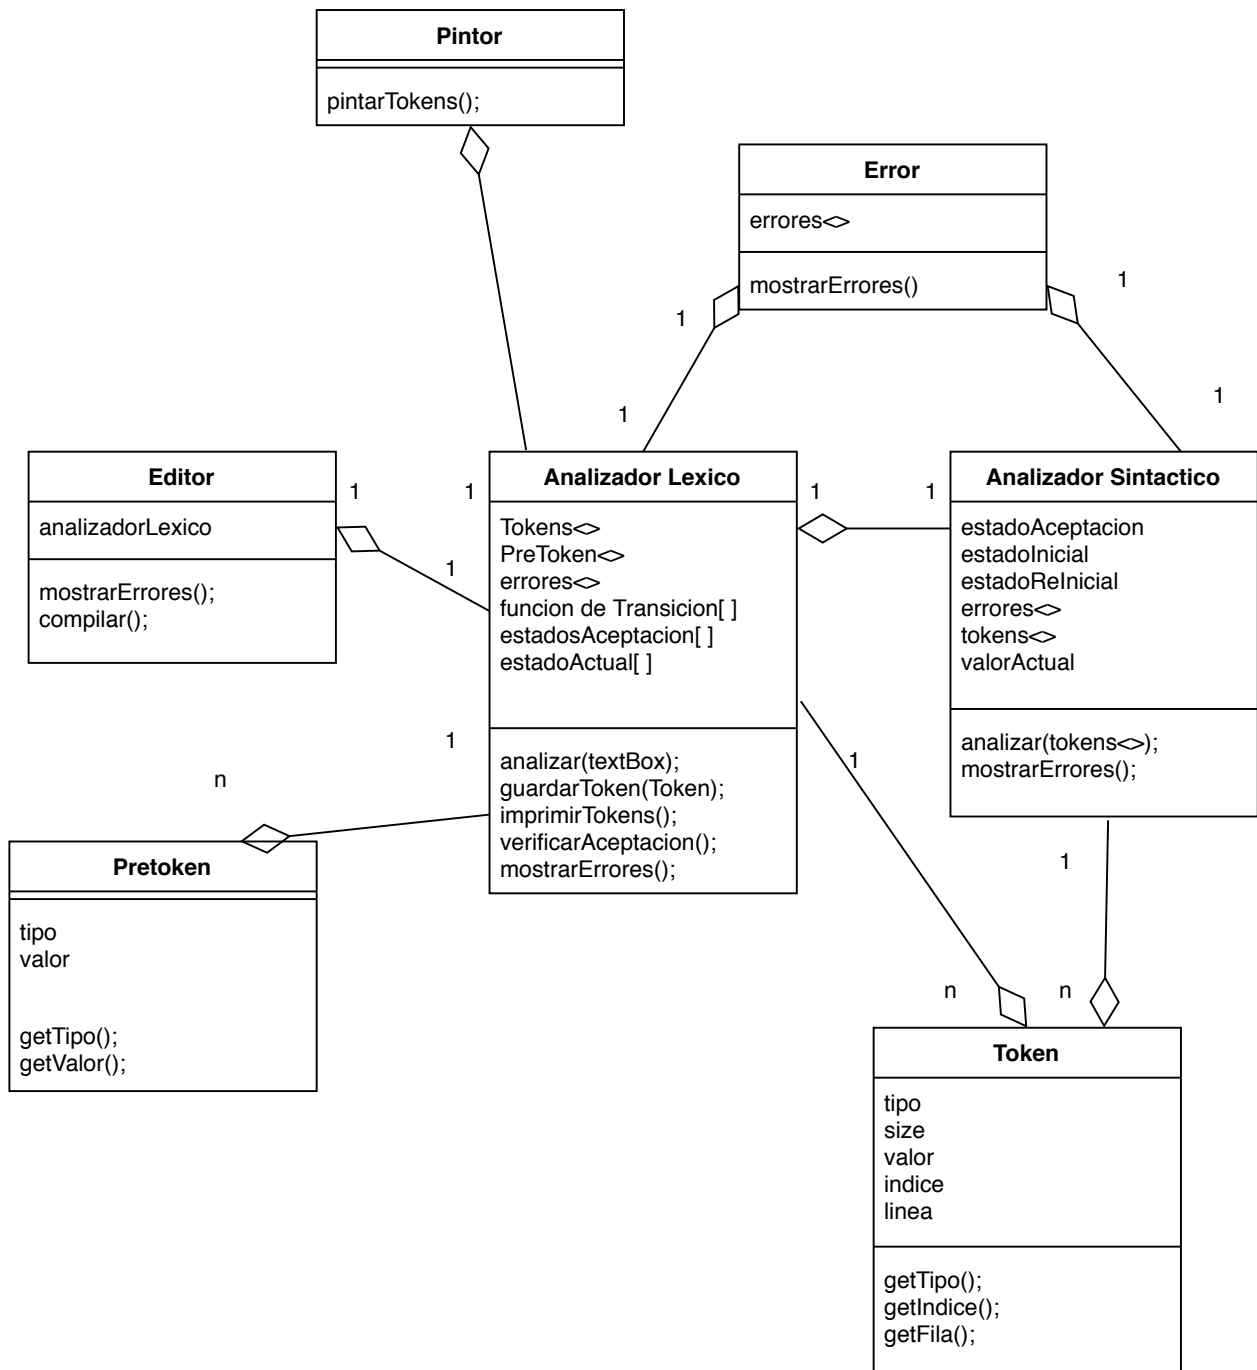 Pintor
pintarTokens();
Error
errores<>
mostrarErrores()
1
1
1
1
Editor
analizadorLexico
mostrarErrores();
compilar();
1
1
1
Analizador Lexico
Tokens<>
PreToken<>
errores<>
funcion de Transicion[ ]
estadosAceptacion[ ]
estadoActual[ ]
analizar(textBox);
guardarToken(Token);
imprimirTokens();
verificarAceptacion();
mostrarErrores();
1
1
Analizador Sintactico
estadoAceptacion
estadoInicial
estadoReInicial
errores<>
tokens<>
valorActual
analizar(tokens<>);
mostrarErrores();
1
n
Pretoken
tipo
valor
getTipo();
getValor();
1
1
n
n
Token
tipo
size
valor
indice
linea
getTipo();
getIndice();
getFila();